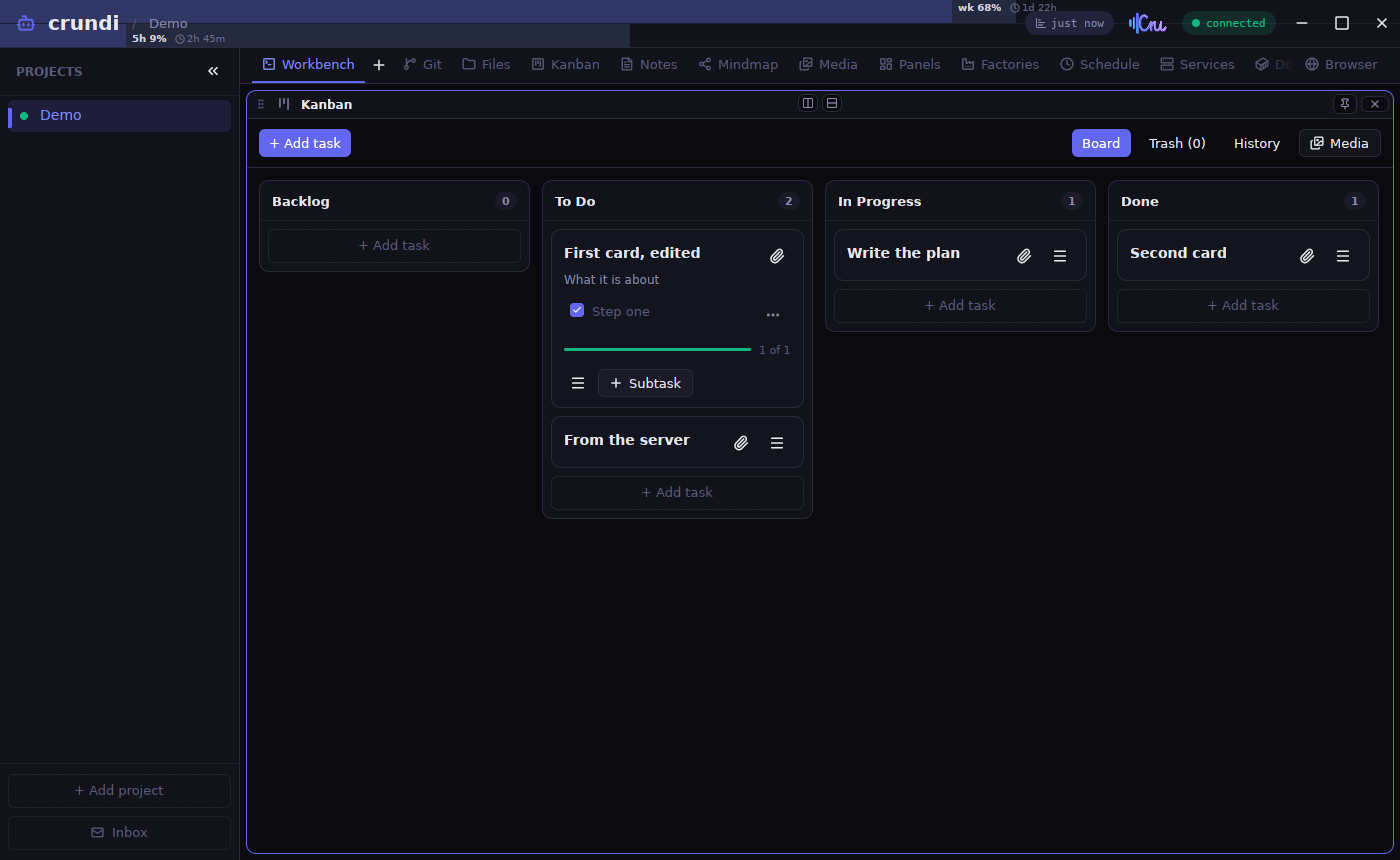 wk 68% 1d 22h
crundi / Demo
5h 9% 2h 45m
just now
Cru
connected
PROJECTS
Workbench + Git Files Kanban Notes Mindmap Media Panels Factories Schedule Services Do Browser
Demo
Kanban
+ Add task
Board Trash (0) History Media
Backlog 0
+ Add task
To Do 2
First card, edited
What it is about
Step one
1 of 1
+ Subtask
From the server
+ Add task
In Progress 1
Write the plan
+ Add task
Done 1
Second card
+ Add task
+ Add project
Inbox